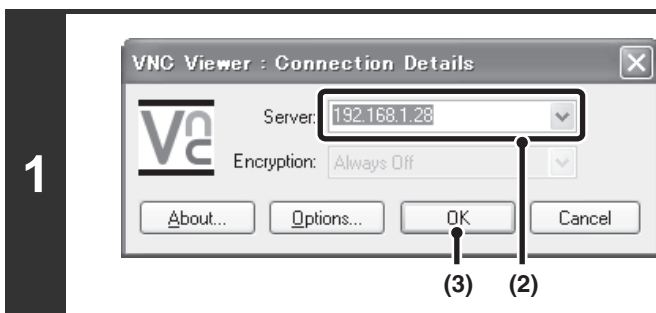 1
VNC Viewer : Connection Details
VNC
Server: 192.168.1.28
Encryption: Always Off
About... Options... OK Cancel
(3) (2)